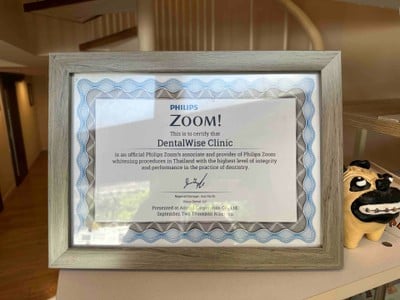 PHILIPS
ZOOM!
This is to certify that
DentalWise Clinic
is an official Philips Zoom's associate and provider of Philips Zoom
whitening procedures in Thailand with the highest level of integrity
and performance in the practice of dentistry.
Presented at
September, Two Thousand